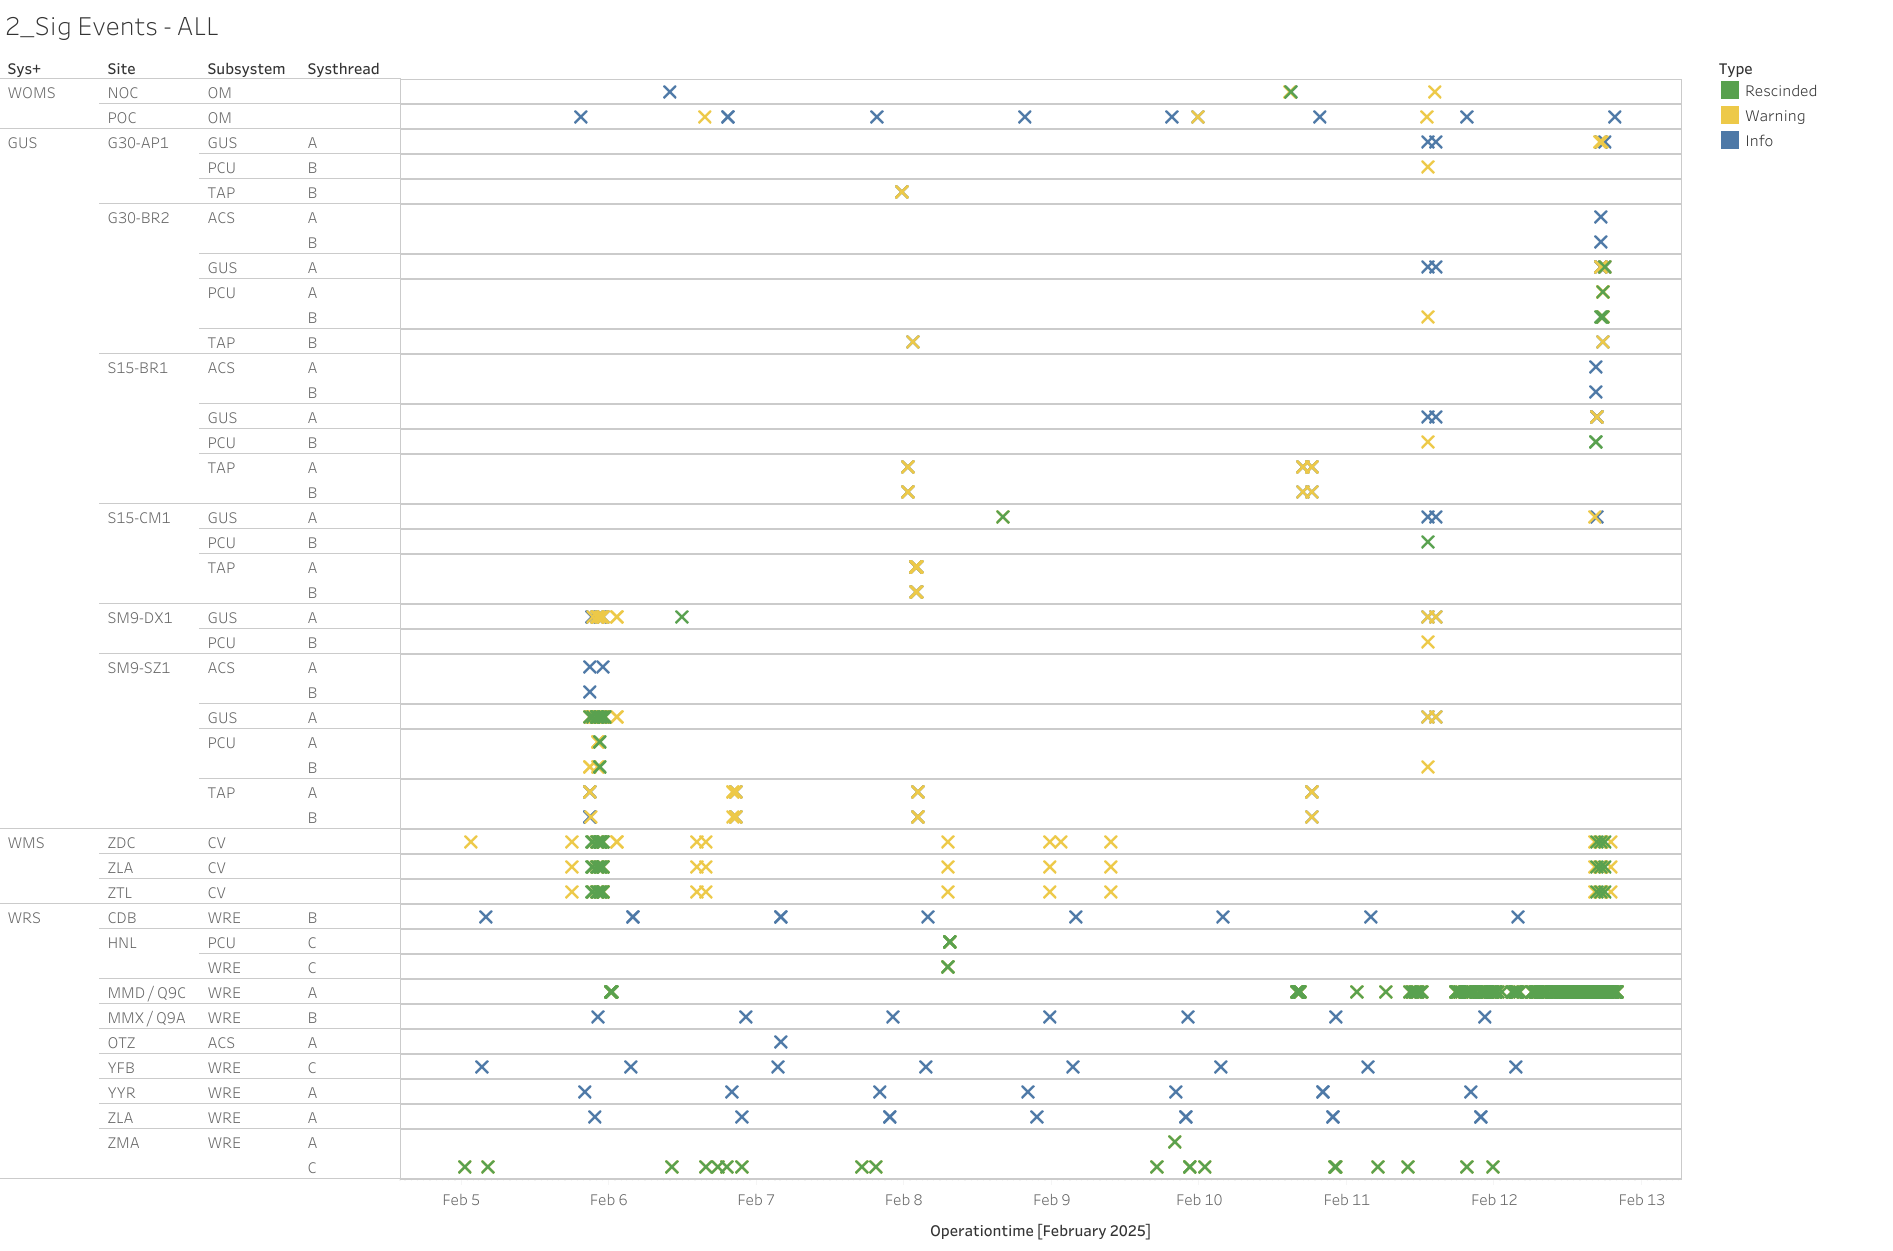 2_Sig Events - ALL
Sys+ Site Subsystem Systhread
Type
WOMS NOC OM
Rescinded
POC OM
Warning
GUS G30-AP1 GUS A
Info
PCU B
TAP B
G30-BR2 ACS A
B
GUS A
PCU A
B
TAP B
S15-BR1 ACS A
B
GUS A
PCU B
TAP A
B
S15-CM1 GUS A
PCU B
TAP A
B
SM9-DX1 GUS A
PCU B
SM9-SZ1 ACS A
B
GUS A
PCU A
B
TAP A
B
WMS ZDC CV
ZLA CV
ZTL CV
WRS CDB WRE B
HNL PCU C
WRE C
MMD / Q9C WRE A
MMX / Q9A WRE B
OTZ ACS A
YFB WRE C
YYR WRE A
ZLA WRE A
ZMA WRE A
C
Feb 5 Feb 6 Feb 7 Feb 8 Feb 9 Feb 10 Feb 11 Feb 12 Feb 13
Operationtime [February 2025]